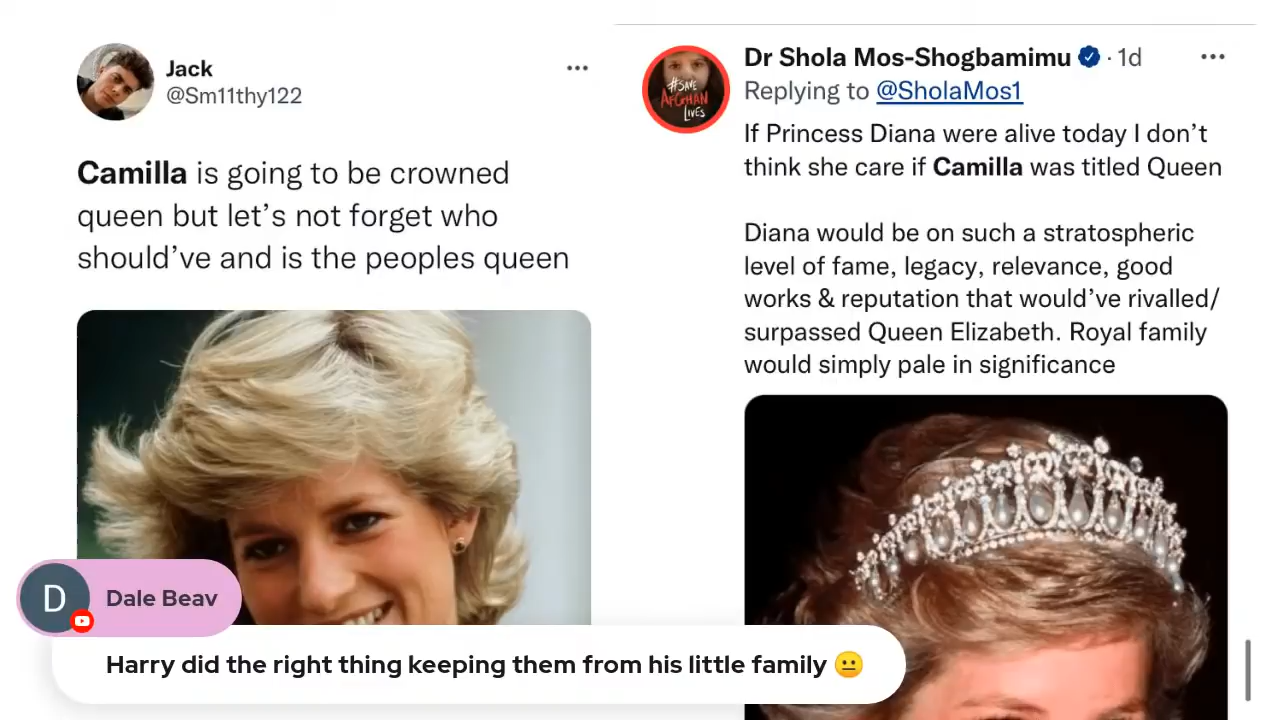 Jack
@Sm11thy122
Camilla is going to be crowned
queen but let's not forget who
should've and is the peoples queen
Dr Shola Mos-Shogbamimu · 1d
Replying to @SholaMos1
If Princess Diana were alive today I don't
think she care if Camilla was titled Queen
Diana would be on such a stratospheric
level of fame, legacy, relevance, good
works & reputation that would've rivalled/
surpassed Queen Elizabeth. Royal family
would simply pale in significance
#SAVE
AFGHAN
LIVES
D
Dale Beav
Harry did the right thing keeping them from his little family 😐